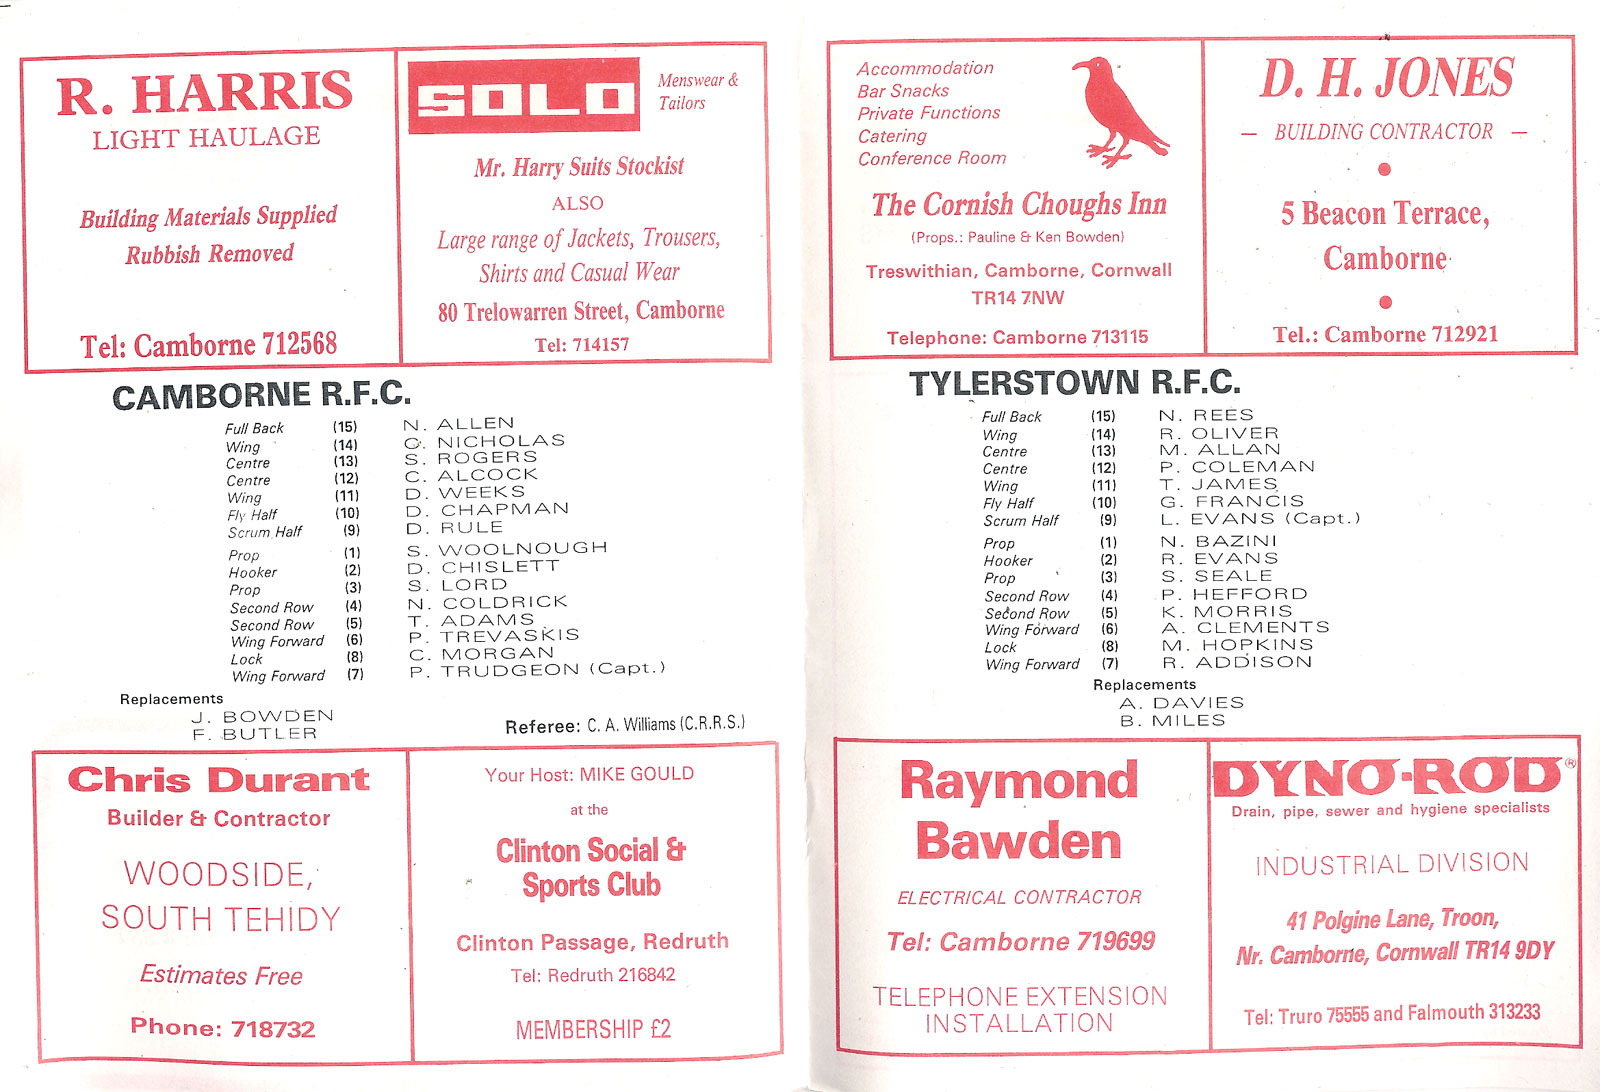 R. HARRIS
LIGHT HAULAGE
Building Materials Supplied
Rubbish Removed
Tel: Camborne 712568
SOLO
Menswear &
Tailors
Mr. Harry Suits Stockist
ALSO
Large range of Jackets, Trousers,
Shirts and Casual Wear
80 Trelowarren Street, Camborne
Tel: 714157
CAMBORNE R.F.C.
Full Back (15) N. ALLEN
Wing (14) G. NICHOLAS
Centre (13) S. ROGERS
Centre (12) C. ALCOCK
Wing (11) D. WEEKS
Fly Half (10) D. CHAPMAN
Scrum Half (9) D. RULE
Prop (1) S. WOOLNOUGH
Hooker (2) D. CHISLETT
Prop (3) S. LORD
Second Row (4) N. COLDRICK
Second Row (5) T. ADAMS
Wing Forward (6) P. TREVASKIS
Lock (8) C. MORGAN
Wing Forward (7) P. TRUDGEON (Capt.)
Replacements
J. BOWDEN
F. BUTLER
Referee: C. A. Williams (C.R.R.S.)
Chris Durant
Builder & Contractor
WOODSIDE,
SOUTH TEHIDY
Estimates Free
Phone: 718732
Your Host: MIKE GOULD
at the
Clinton Social &
Sports Club
Clinton Passage, Redruth
Tel: Redruth 216842
MEMBERSHIP £2
Accommodation
Bar Snacks
Private Functions
Catering
Conference Room
The Cornish Choughs Inn
(Props.: Pauline & Ken Bowden)
Treswithian, Camborne, Cornwall
TR14 7NW
Telephone: Camborne 713115
D. H. JONES
— BUILDING CONTRACTOR —
5 Beacon Terrace,
Camborne
Tel.: Camborne 712921
TYLERSTOWN R.F.C.
Full Back (15) N. REES
Wing (14) R. OLIVER
Centre (13) M. ALLAN
Centre (12) P. COLEMAN
Wing (11) T. JAMES
Fly Half (10) G. FRANCIS
Scrum Half (9) L. EVANS (Capt.)
Prop (1) N. BAZINI
Hooker (2) R. EVANS
Prop (3) S. SEALE
Second Row (4) P. HEFFORD
Second Row (5) K. MORRIS
Wing Forward (6) A. CLEMENTS
Lock (8) M. HOPKINS
Wing Forward (7) R. ADDISON
Replacements
A. DAVIES
B. MILES
Raymond
Bawden
ELECTRICAL CONTRACTOR
Tel: Camborne 719699
TELEPHONE EXTENSION
INSTALLATION
DYNO-ROD®
Drain, pipe, sewer and hygiene specialists
INDUSTRIAL DIVISION
41 Polgine Lane, Troon,
Nr. Camborne, Cornwall TR14 9DY
Tel: Truro 75555 and Falmouth 313233